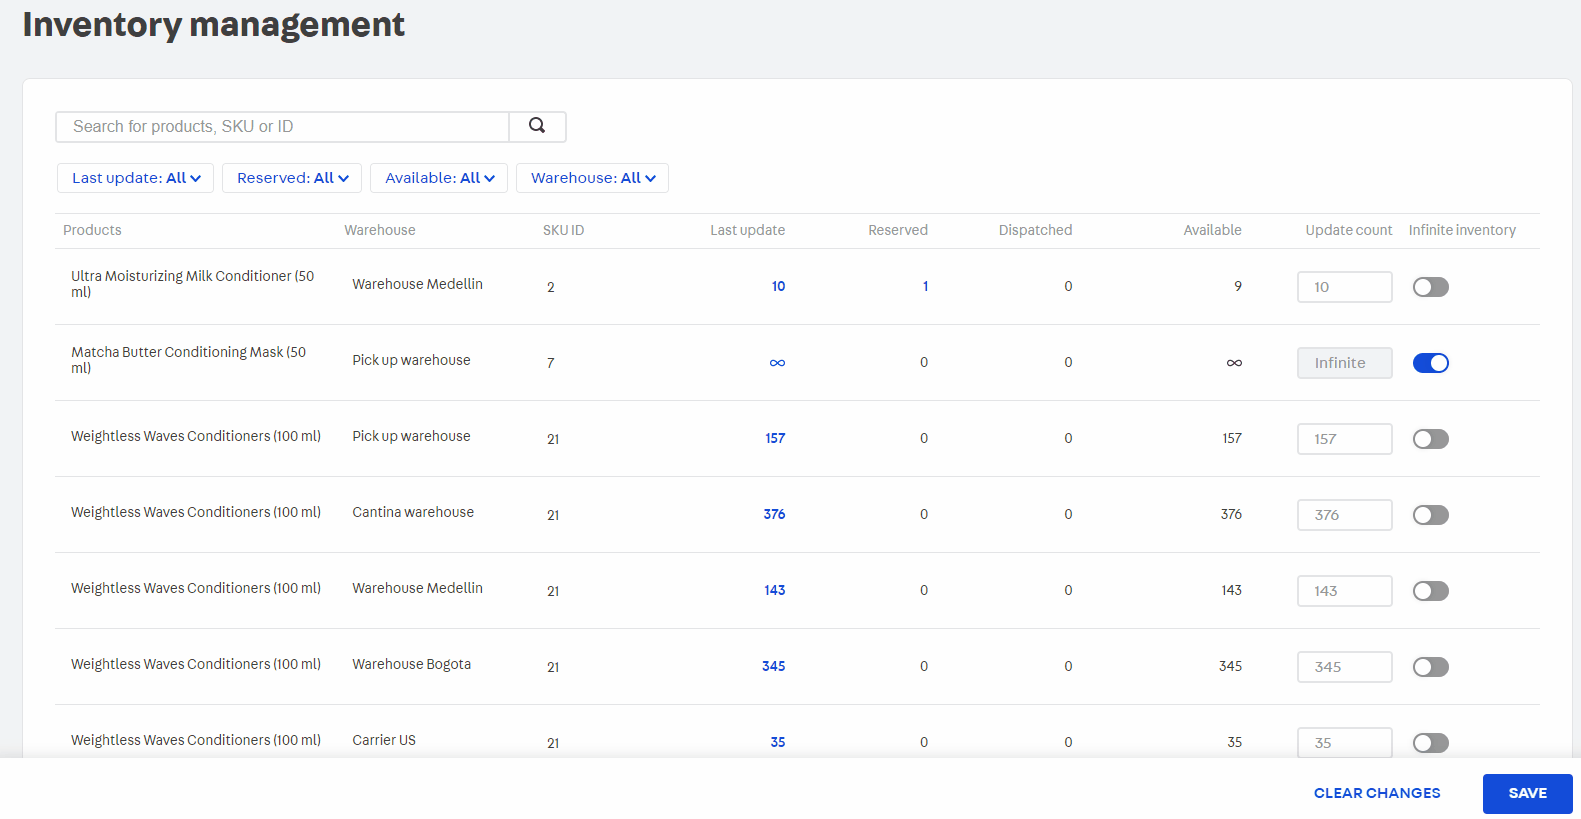 Inventory management
Search for products, SKU or ID
Last update: All Reserved: All Available: All Warehouse: All
Products Warehouse SKU ID Last update Reserved Dispatched Available Update count Infinite inventory
Ultra Moisturizing Milk Conditioner (50
ml) Warehouse Medellin 2 10 1 0 9 10
Matcha Butter Conditioning Mask (50
ml) Pick up warehouse 7 ∞ 0 0 ∞ Infinite
Weightless Waves Conditioners (100 ml) Pick up warehouse 21 157 0 0 157 157
Weightless Waves Conditioners (100 ml) Cantina warehouse 21 376 0 0 376 376
Weightless Waves Conditioners (100 ml) Warehouse Medellin 21 143 0 0 143 143
Weightless Waves Conditioners (100 ml) Warehouse Bogota 21 345 0 0 345 345
Weightless Waves Conditioners (100 ml) Carrier US 21 35 0 0 35 35
CLEAR CHANGES SAVE